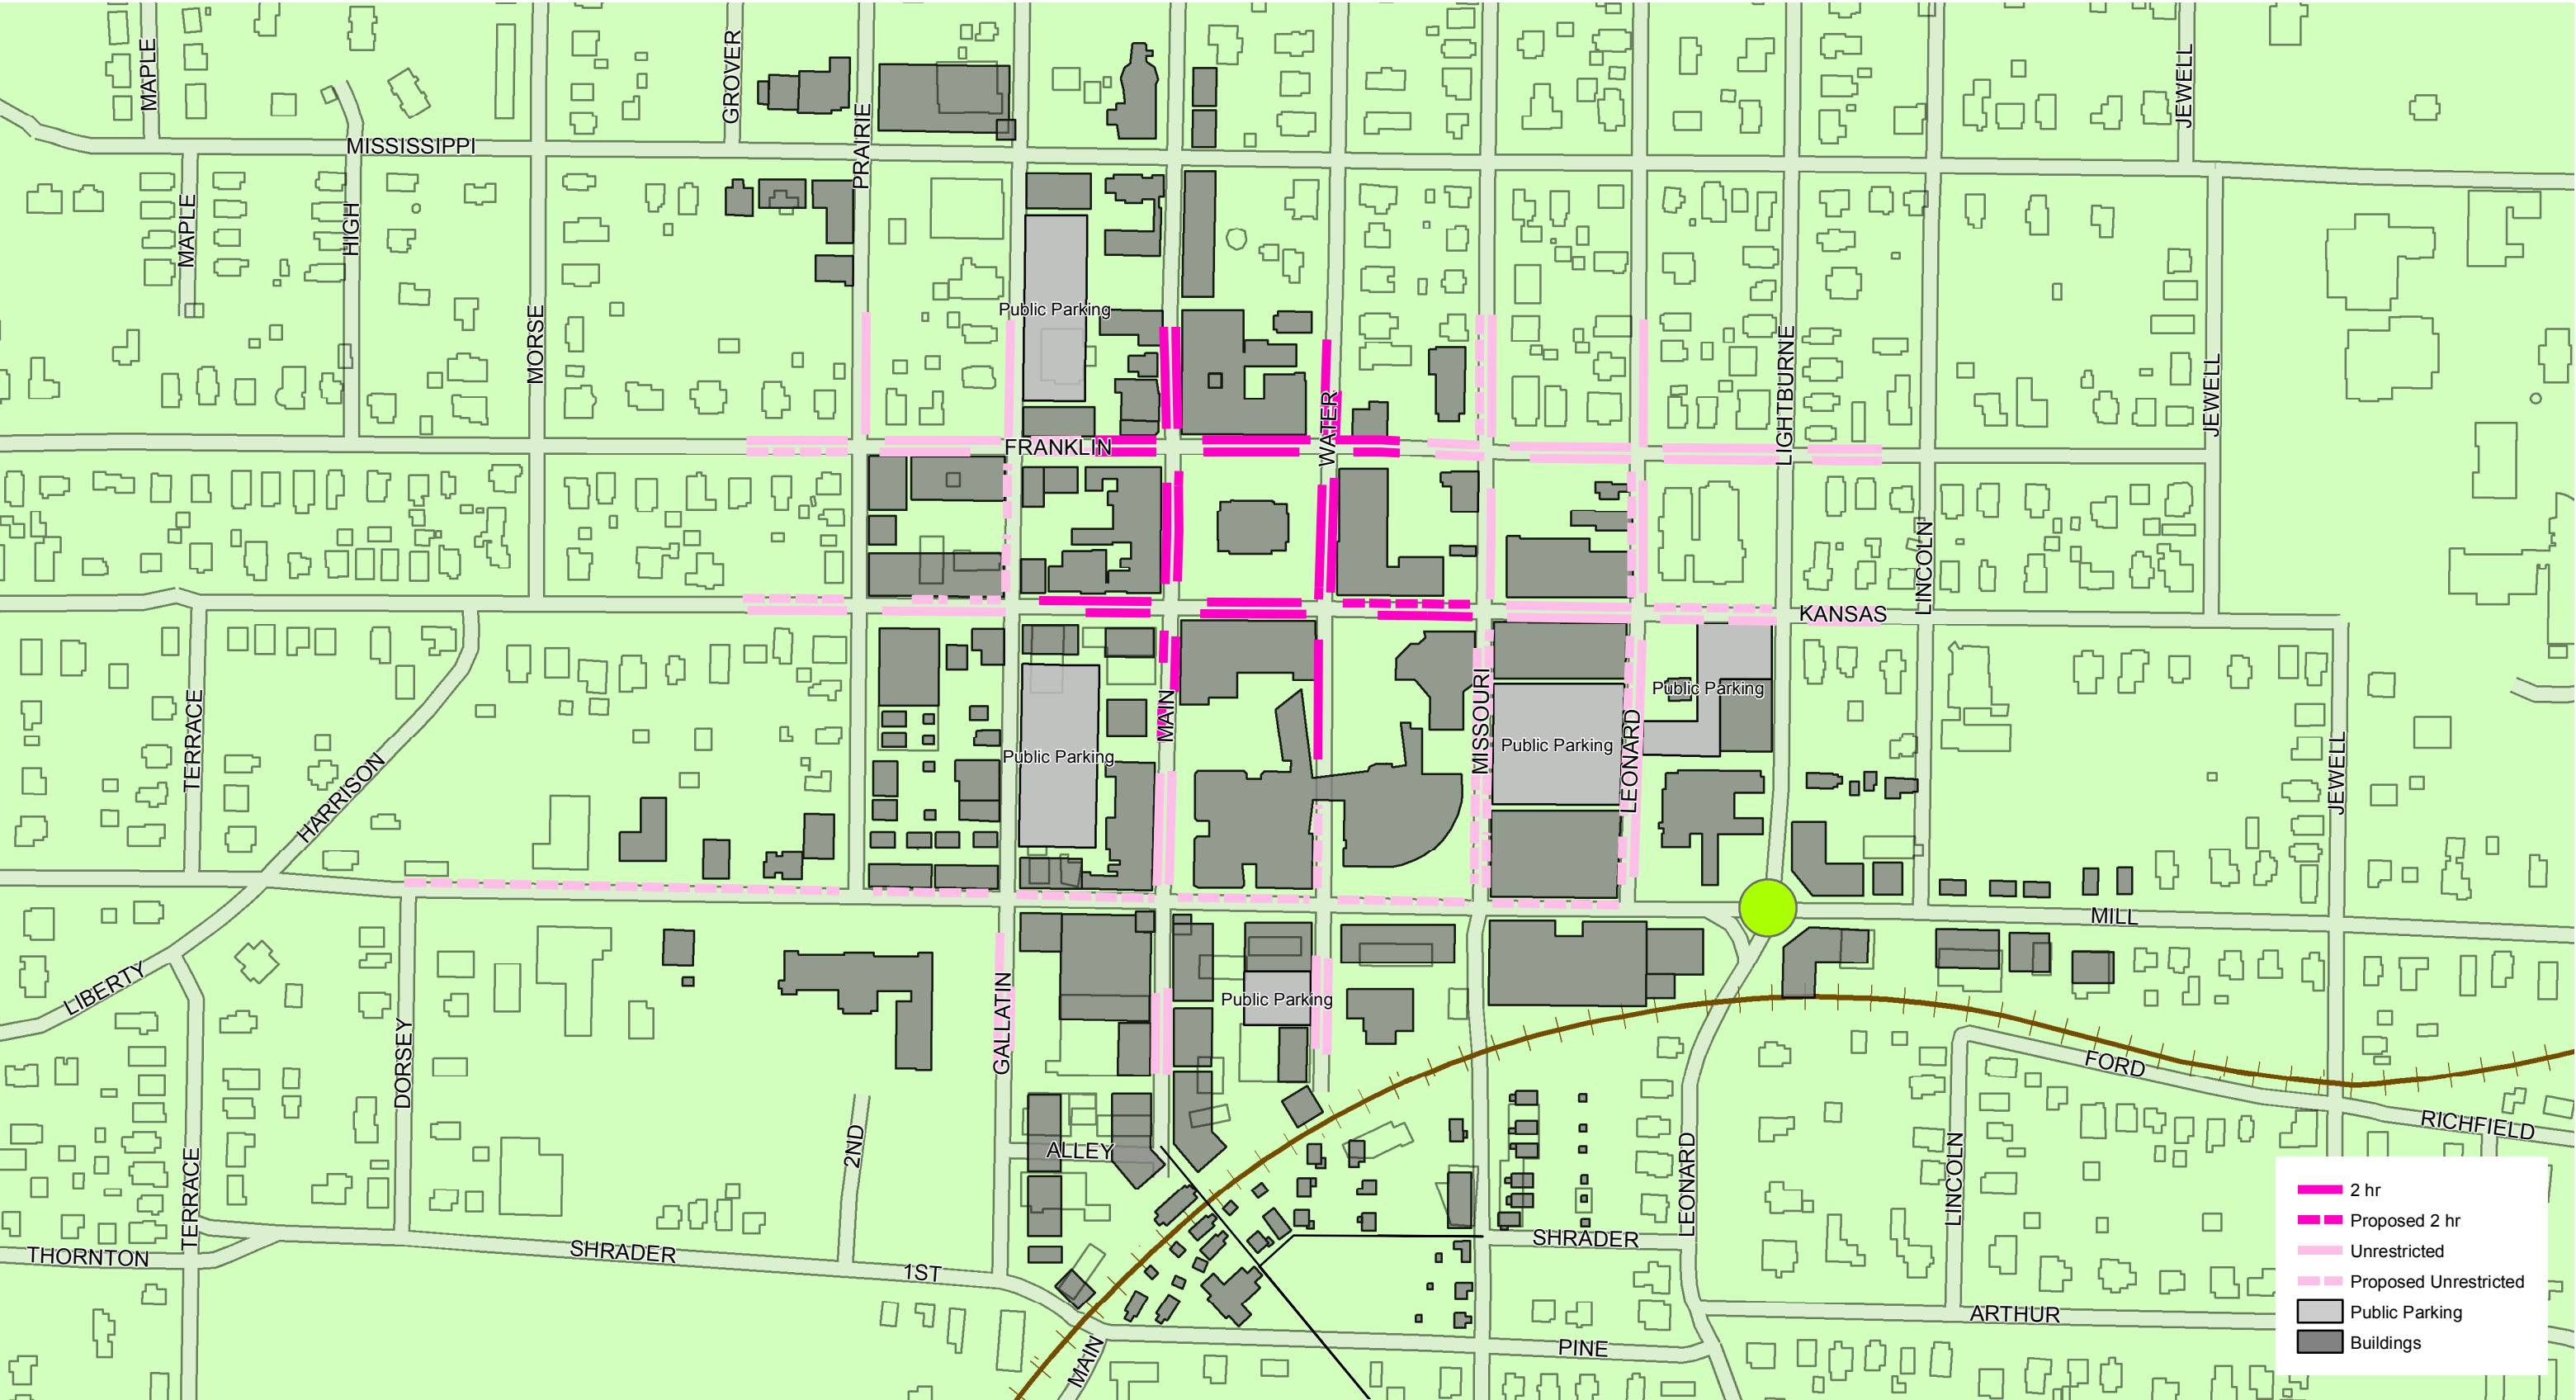 MAPLE
GROVER
JEWELL
PRAIRIE
MISSISSIPPI
MAPLE
HIGH
Public Parking
MORSE
LIGHTBURNE
JEWELL
WATER
FRANKLIN
LINCOLN
KANSAS
TERRACE
MAIN
MISSOURI
Public Parking
LEONARD
Public Parking
Public Parking
JEWELL
HARRISON
MILL
LIBERTY
GALLATIN
Public Parking
DORSEY
FORD
RICHFIELD
2ND
ALLEY
TERRACE
LEONARD
LINCOLN
THORNTON
SHRADER
SHRADER
1ST
ARTHUR
MAIN
PINE
2 hr
Proposed 2 hr
Unrestricted
Proposed Unrestricted
Public Parking
Buildings